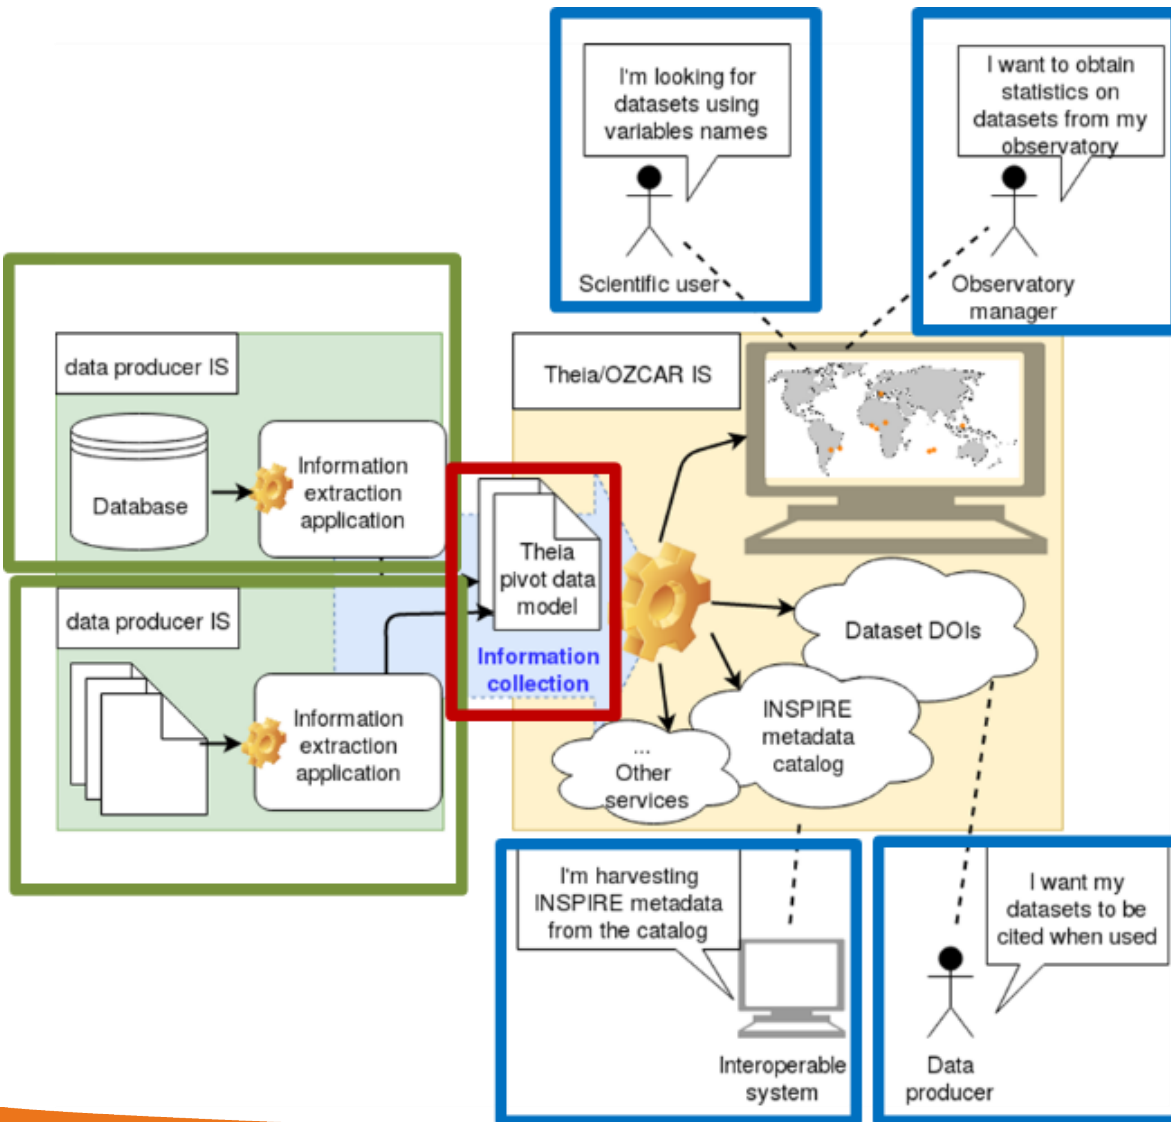 I'm looking for
datasets using
variables names
Scientific user
I want to obtain
statistics on
datasets from my
observatory
Observatory
manager
data producer IS
Database
Information
extraction
application
data producer IS
Information
extraction
application
Theia
pivot data
model
Information
collection
Theia/OZCAR IS
Dataset DOIs
INSPIRE
metadata
catalog
...
Other
services
I'm harvesting
INSPIRE metadata
from the catalog
Interoperable
system
I want my
datasets to be
cited when used
Data
producer